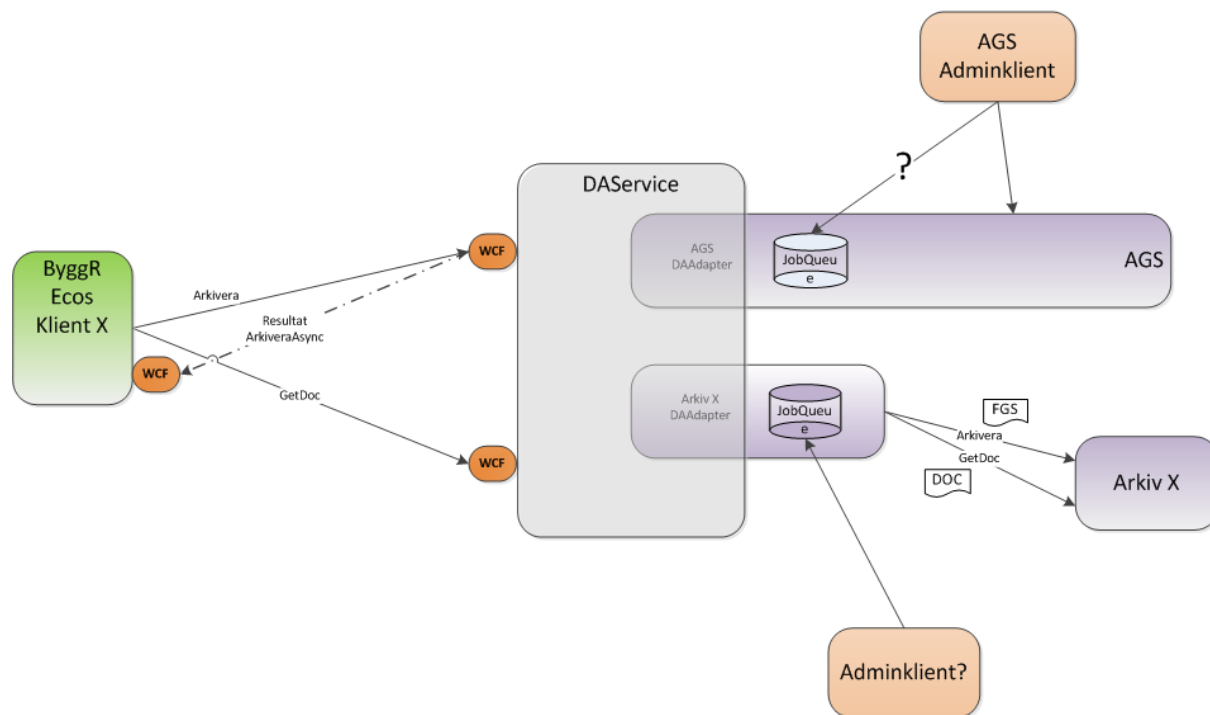 AGS
Adminklient
?
DAService
AGS
DAAdapter
JobQueu
e
AGS
WCF
ByggR
Ecos
Klient X
Arkivera
Resultat
ArkiveraAsync
WCF
GetDoc
WCF
Arkiv X
DAAdapter
JobQueu
e
FGS
Arkivera
GetDoc
DOC
Arkiv X
Adminklient?